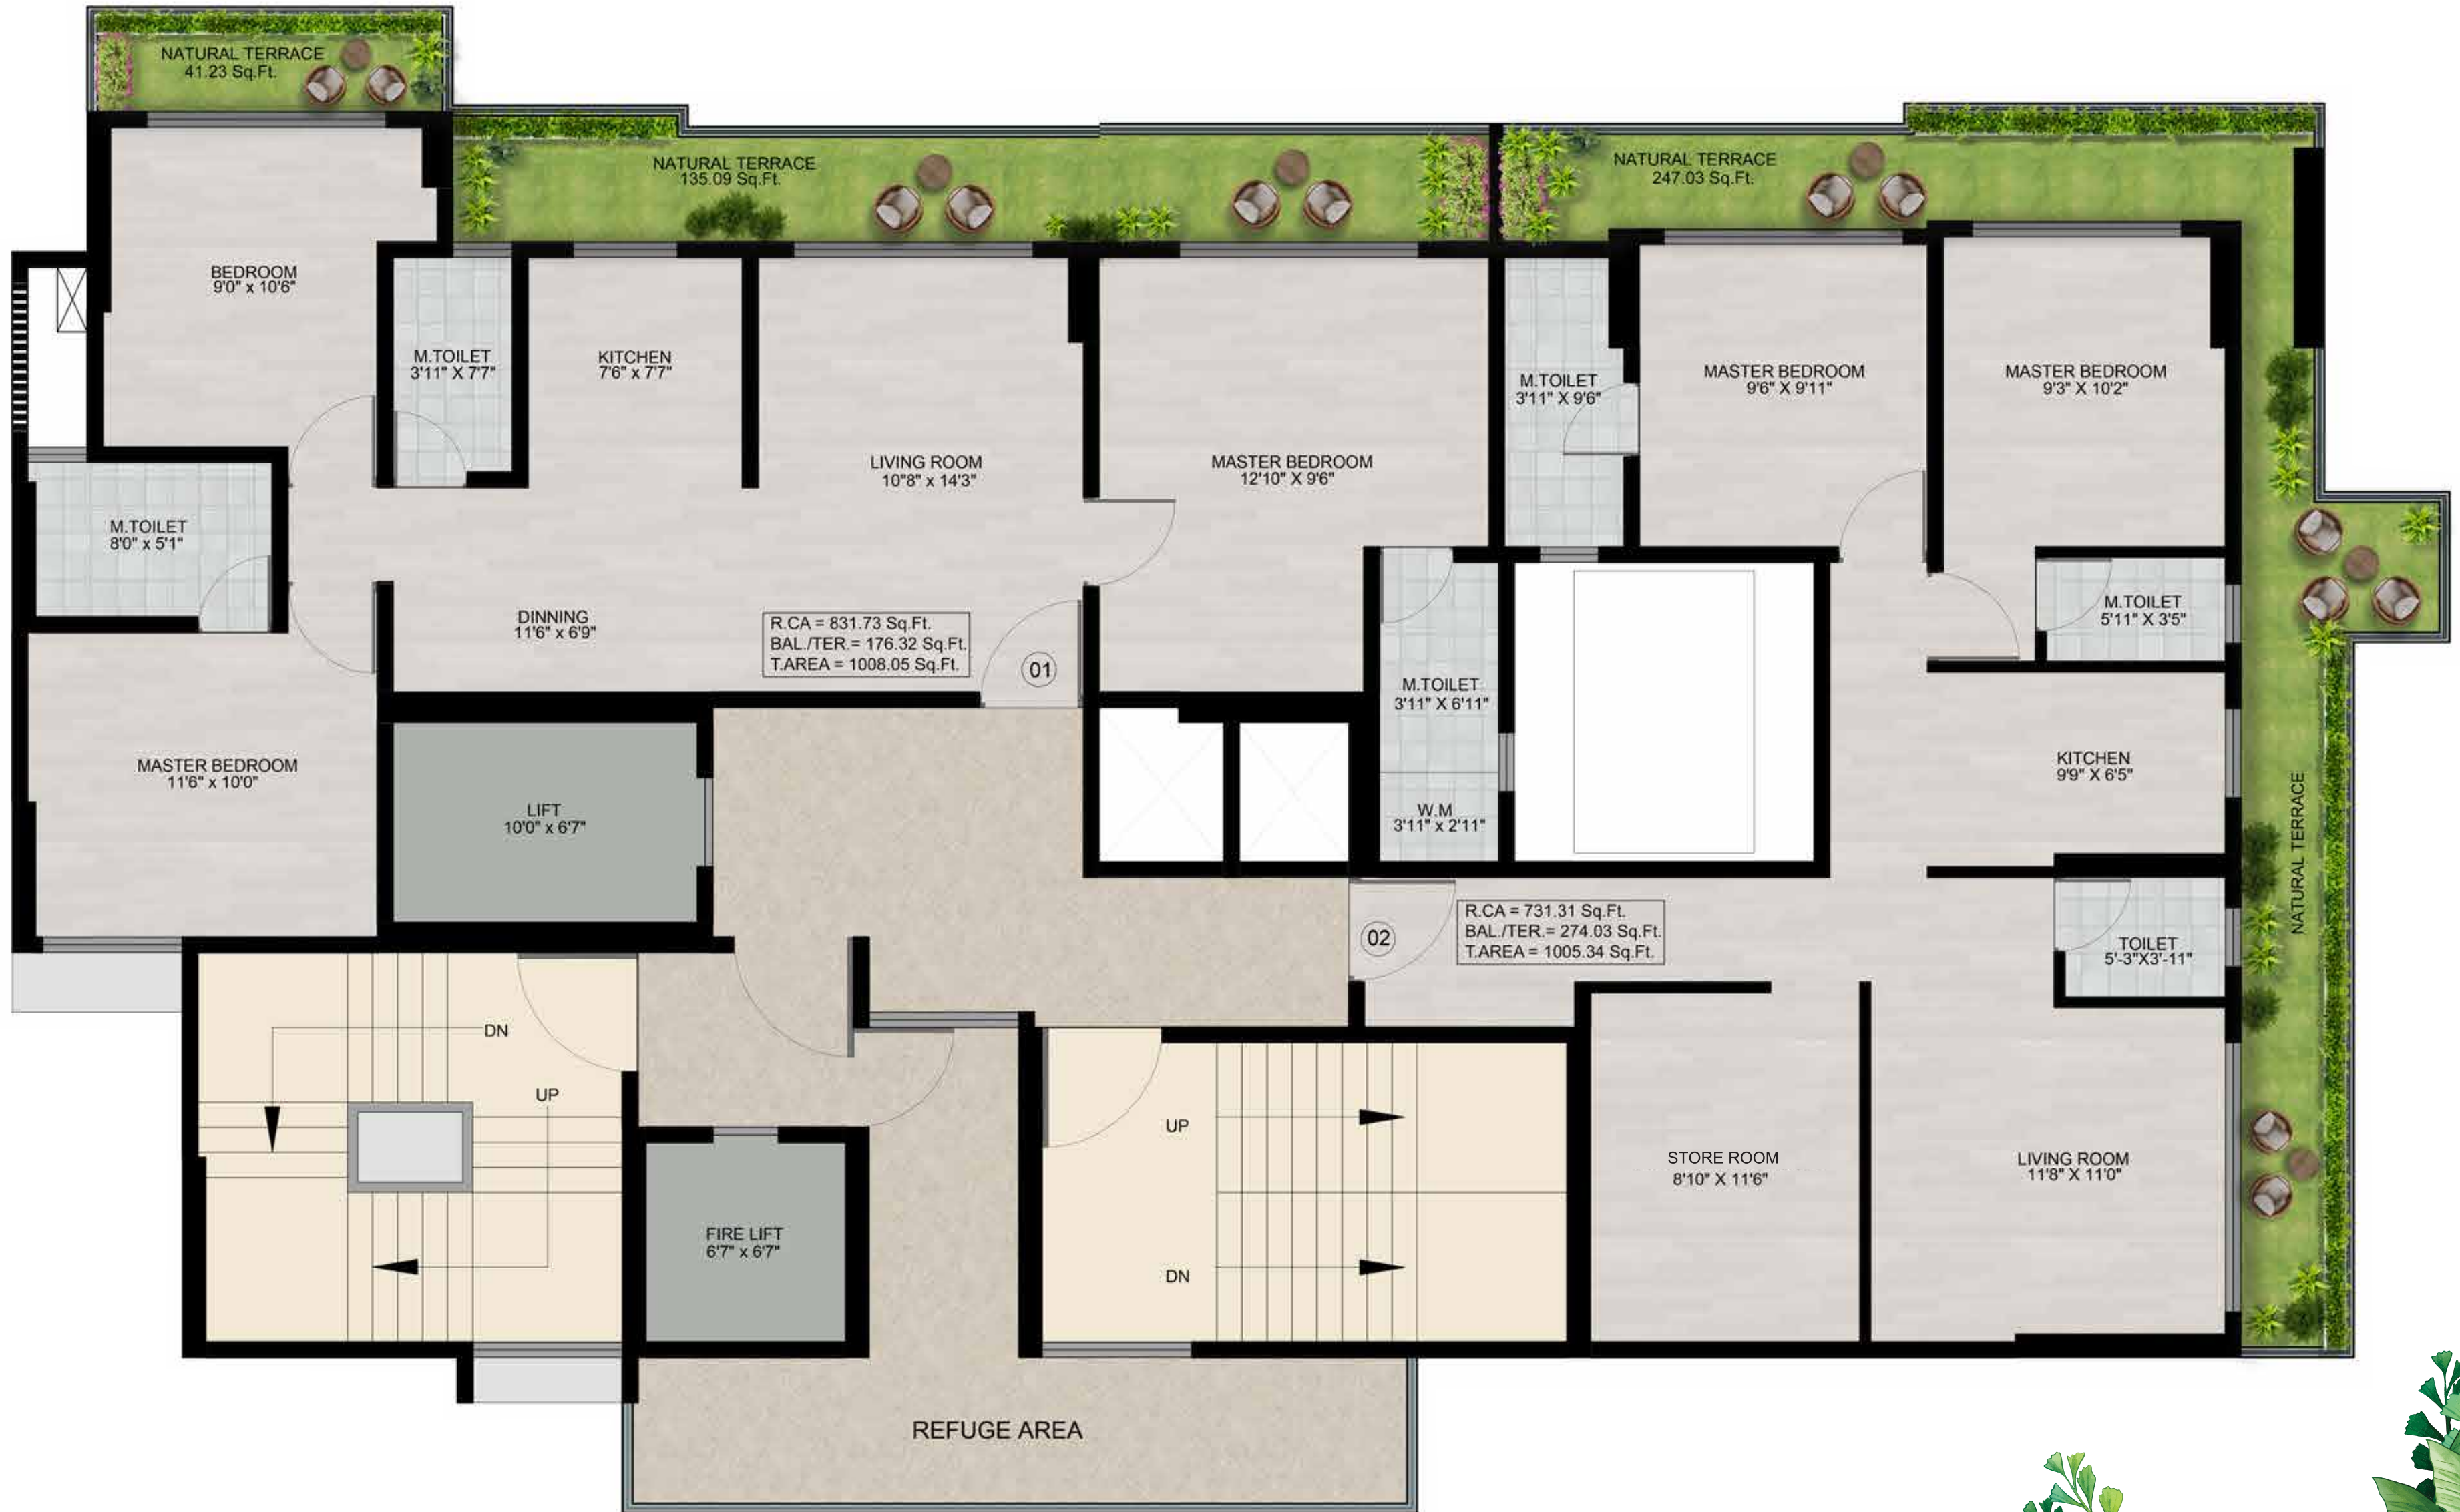 NATURAL TERRACE
41.23 Sq.Ft.
NATURAL TERRACE
135.09 Sq.Ft.
NATURAL TERRACE
247.03 Sq.Ft.
BEDROOM
9'0" x 10'6"
M.TOILET
3'11" X 7'7"
KITCHEN
7'6" x 7'7"
LIVING ROOM
10"8" x 14'3"
MASTER BEDROOM
12'10" X 9'6"
M.TOILET
3'11" X 9'6"
MASTER BEDROOM
9'6" X 9'11"
MASTER BEDROOM
9'3" X 10'2"
M.TOILET
8'0" x 5'1"
DINNING
11'6" x 6'9"
R.CA = 831.73 Sq.Ft.
BAL./TER.= 176.32 Sq.Ft.
T.AREA = 1008.05 Sq.Ft.
01
M.TOILET
5'11" X 3'5"
M.TOILET
3'11" X 6'11"
MASTER BEDROOM
11'6" x 10'0"
LIFT
10'0" x 6'7"
W.M
3'11" x 2'11"
KITCHEN
9'9" X 6'5"
NATURAL TERRACE
02
R.CA = 731.31 Sq.Ft.
BAL./TER.= 274.03 Sq.Ft.
T.AREA = 1005.34 Sq.Ft.
TOILET
5'-3"X3'-11"
DN
UP
UP
DN
FIRE LIFT
6'7" x 6'7"
STORE ROOM
8'10" X 11'6"
LIVING ROOM
11'8" X 11'0"
REFUGE AREA